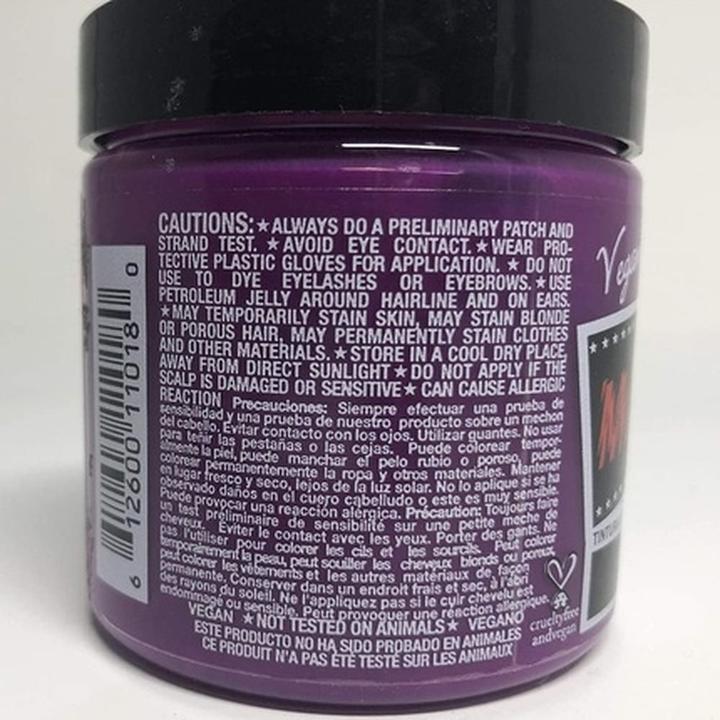 CAUTIONS:★ALWAYS DO A PRELIMINARY PATCH AND
STRAND TEST. ★AVOID EYE CONTACT.★WEAR PRO-
TECTIVE PLASTIC GLOVES FOR APPLICATION. ★ DO NOT
USE TO DYE EYELASHES OR EYEBROWS.★USE
PETROLEUM JELLY AROUND HAIRLINE AND ON EARS.
★MAY TEMPORARILY STAIN SKIN, MAY STAIN BLONDE
OR POROUS HAIR, MAY PERMANENTLY STAIN CLOTHES
AND OTHER MATERIALS.★STORE IN A COOL DRY PLACE
AWAY FROM DIRECT SUNLIGHT★DO NOT APPLY IF THE
SCALP IS DAMAGED OR SENSITIVE★CAN CAUSE ALLERGIC
REACTION Precauciones: Siempre efectuar una prueba de
sensibilidad y una prueba de nuestro producto sobre un mechon
del cabello. Evitar contacto con los ojos. Utilizar guantes. No usar
para teñir las pestañas o las cejas. Puede colorear tempor-
almente la piel, puede manchar el pelo rubio o poroso, puede
colorear permanentemente la ropa y otros materiales. Mantener
en lugar fresco y seco, lejos de la luz solar. No lo aplique si se ha
observado daños en el cuero cabelludo o este es muy sensible.
Puede provocar una reacción alérgica. Précaution: Toujours faire
un test préliminaire de sensibilité sur une petite meche de
cheveux. Eviter le contact avec les yeux. Porter des gants. Ne
pas l'utiliser pour colorer les cils et les sourcils. Peut colorer
temporairement la peau, peut souiller les cheveux blonds ou poreux,
peut colorer les vêtements et les autres matériaux de façon
permanente. Conserver dans un endroit frais et sec, à l'abri
des rayons du soleil. Ne l'appliquez pas si le cuir chevelu est
endommagé ou sensible. Peut provoquer une réaction allergique.
VEGAN ★NOT TESTED ON ANIMALS★ VEGANO
ESTE PRODUCTO NO HA SIDO PROBADO EN ANIMALES
CE PRODUIT N'A PAS ÉTÉ TESTÉ SUR LES ANIMAUX
crueltyfree
andvegan
6 12600 11018 0